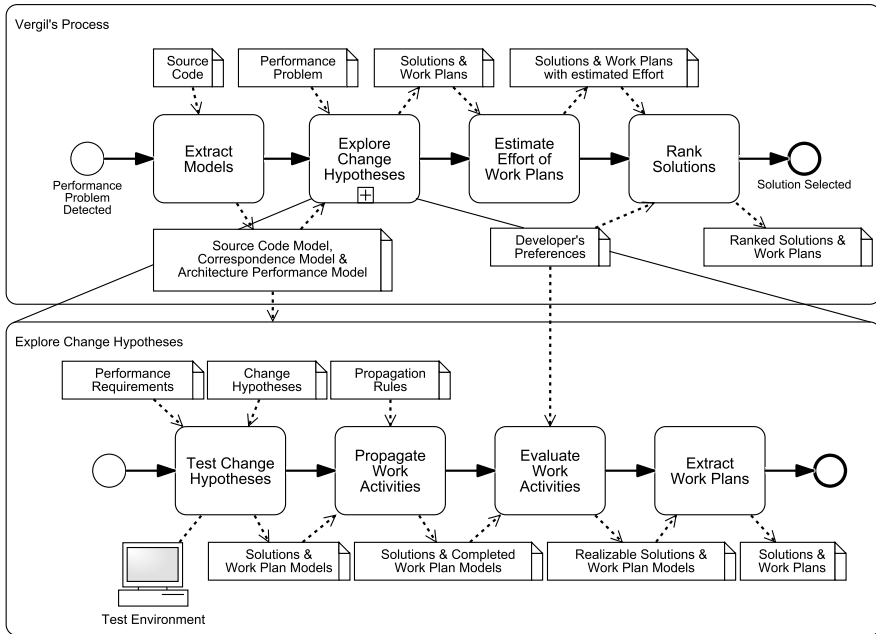 Vergil's Process
Source
Code
Performance
Problem
Solutions &
Work Plans
Solutions & Work Plans
with estimated Effort
Performance
Problem
Detected
Extract
Models
Explore
Change
Hypotheses
Estimate
Effort of
Work Plans
Rank
Solutions
Solution Selected
Source Code Model,
Correspondence Model &
Architecture Performance Model
Developer's
Preferences
Ranked Solutions &
Work Plans
Explore Change Hypotheses
Performance
Requirements
Change
Hypotheses
Propagation
Rules
Test Change
Hypotheses
Propagate
Work
Activities
Evaluate
Work
Activities
Extract
Work Plans
Solutions &
Work Plan Models
Solutions & Completed
Work Plan Models
Realizable Solutions &
Work Plan Models
Solutions &
Work Plans
Test Environment